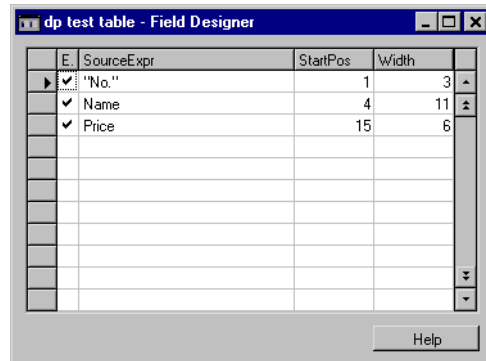 dp test table - Field Designer
E. SourceExpr StartPos Width
"No." 1 3
Name 4 11
Price 15 6
Help